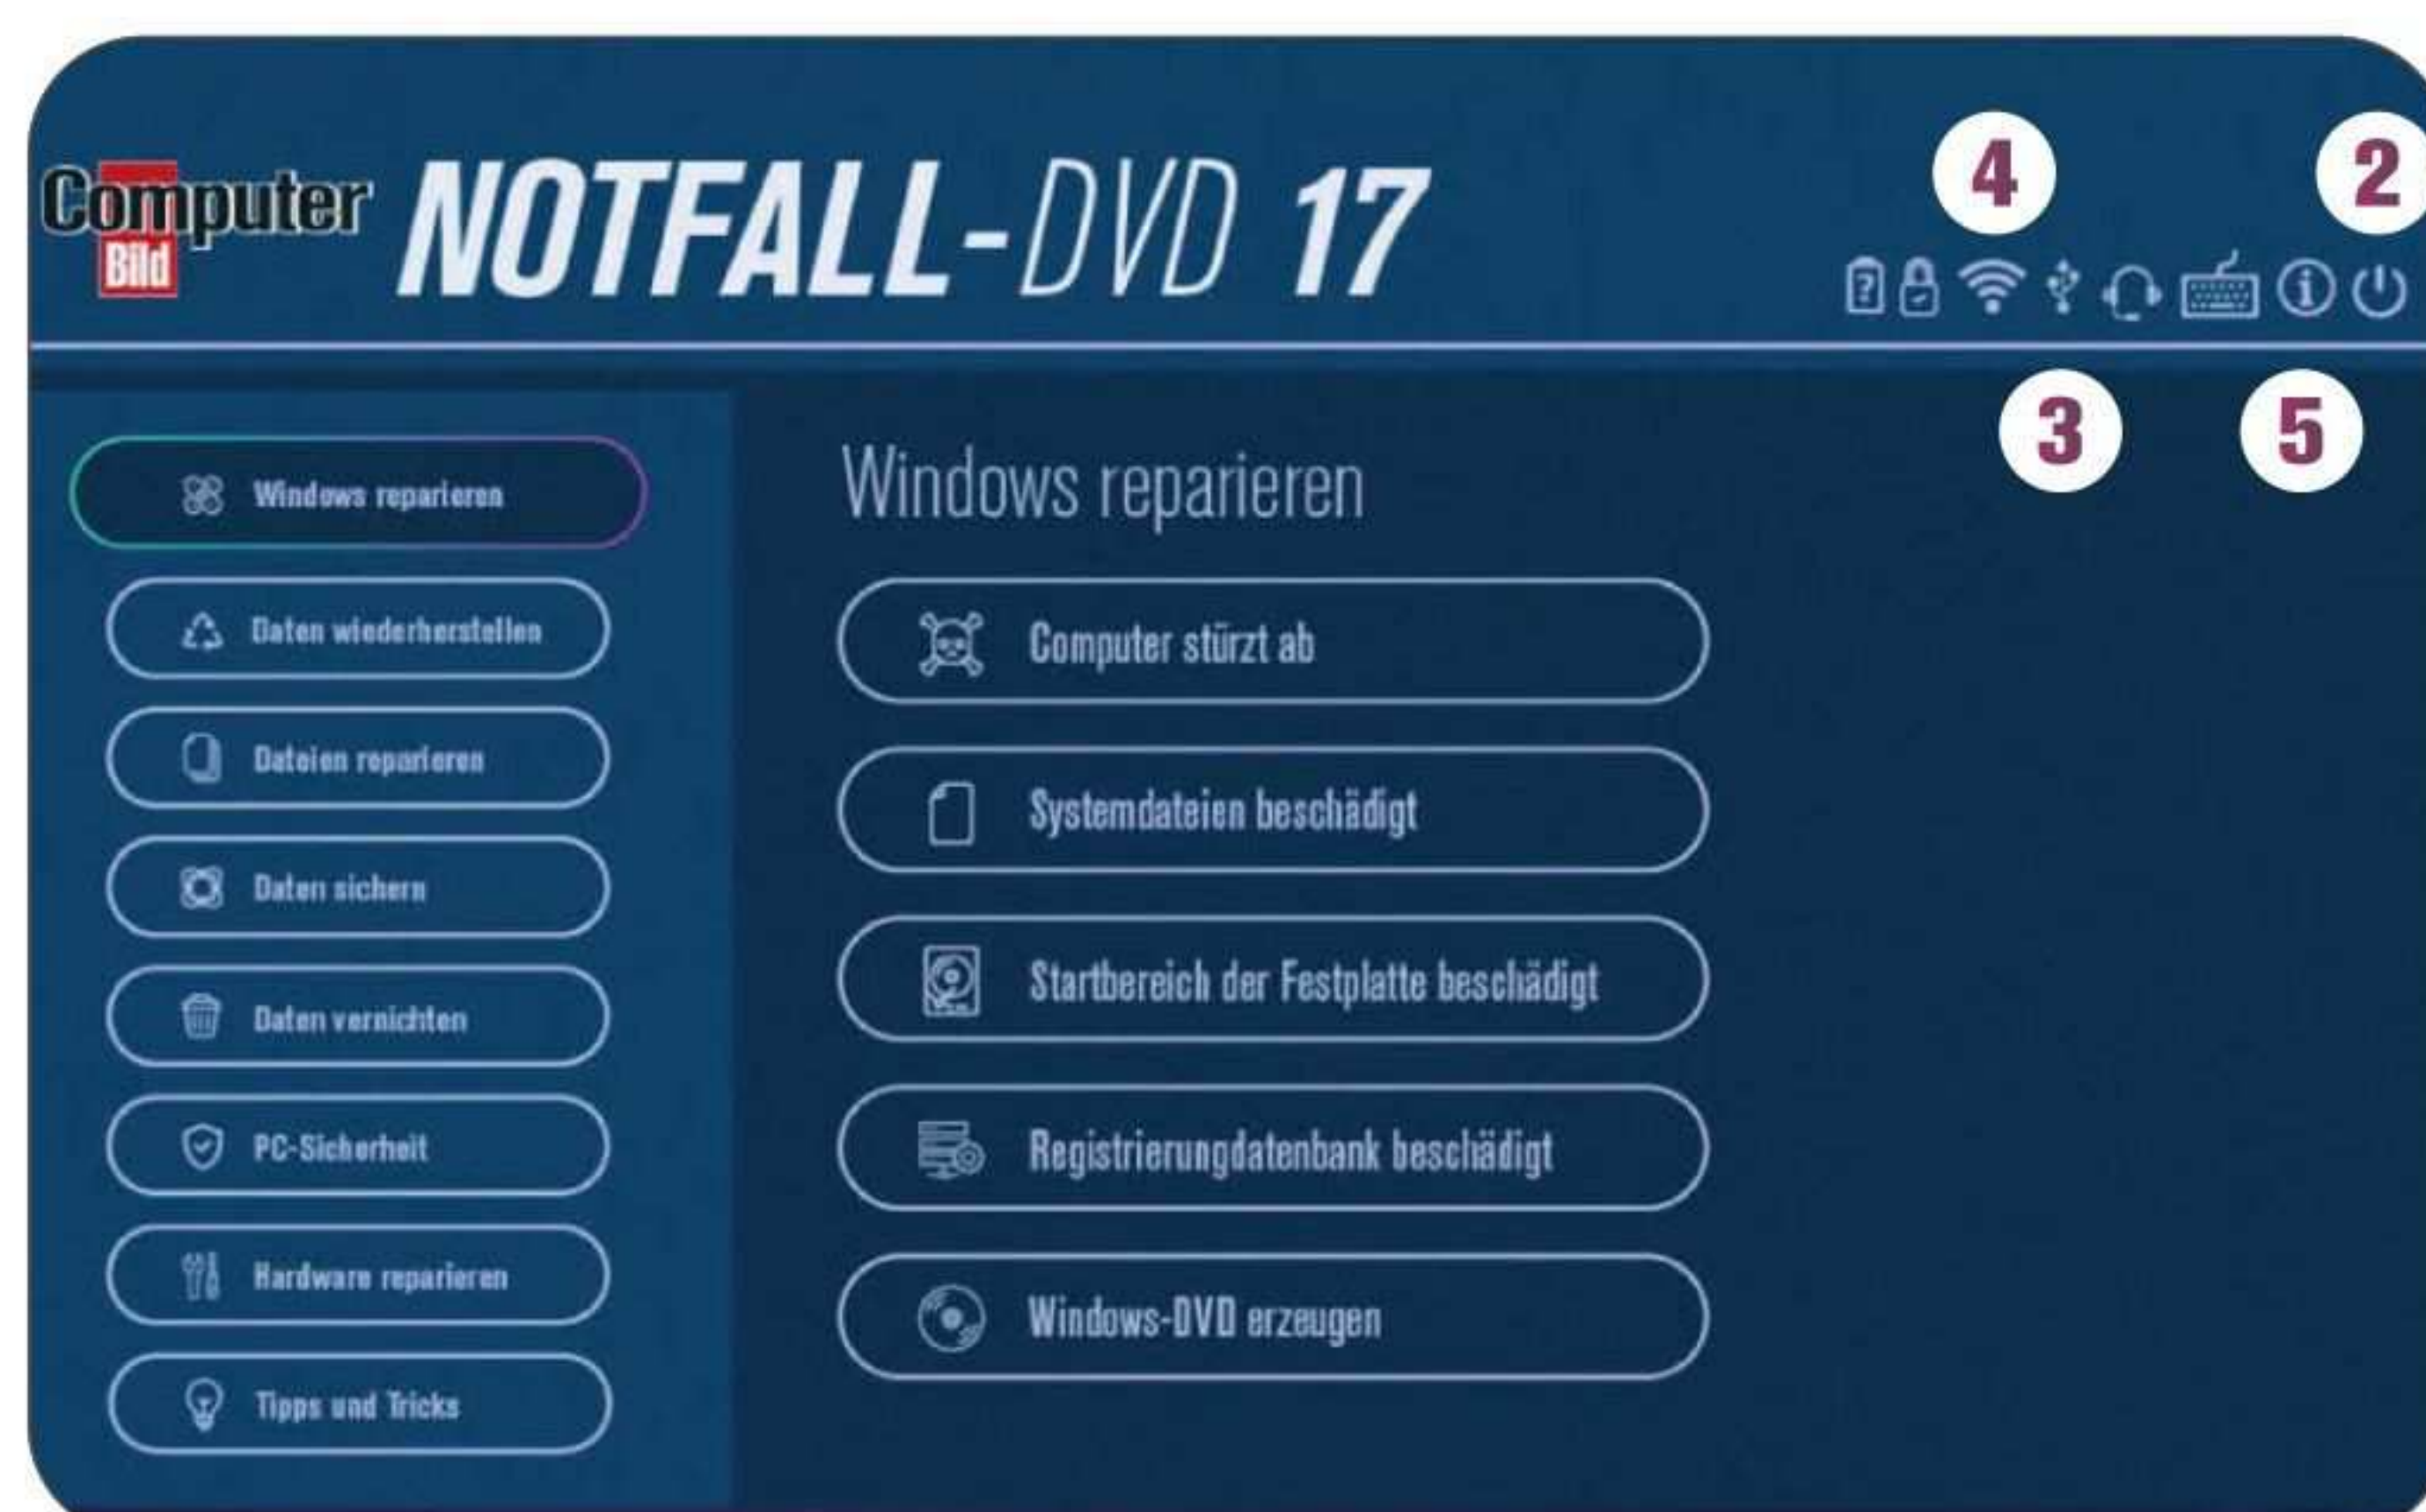 Computer
Bild
NOTFALL-DVD 17
4
2
3
5
Windows reparieren
Daten wiederherstellen
Dateien reparieren
Daten sichern
Daten vernichten
PC-Sicherheit
Hardware reparieren
Tipps und Tricks
Windows reparieren
Computer stürzt ab
Systemdateien beschädigt
Startbereich der Festplatte beschädigt
Registrierungdatenbank beschädigt
Windows-DVD erzeugen